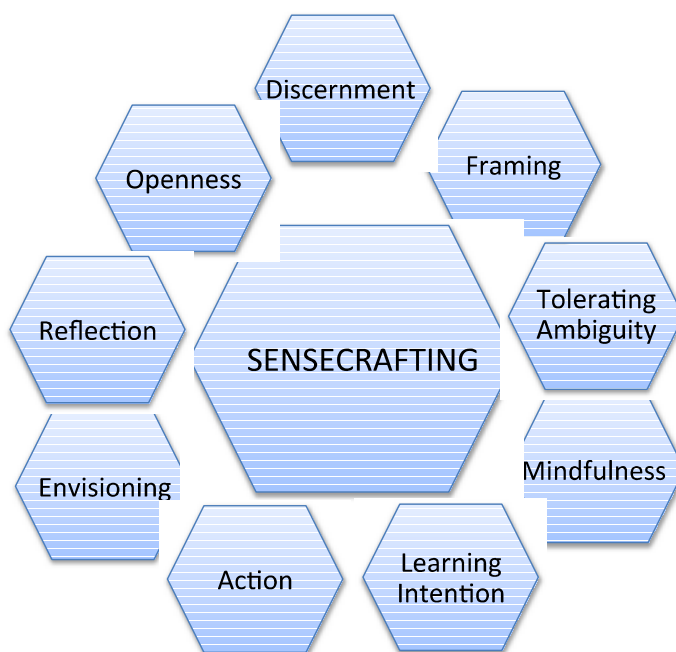 Discernment
Framing
Openness
Tolerating
Ambiguity
Reflection
SENSECRAFTING
Mindfulness
Envisioning
Learning
Intention
Action